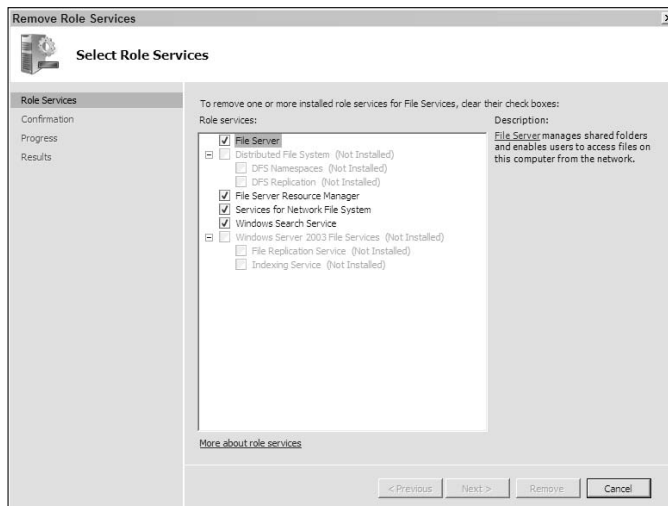 Remove Role Services
Select Role Services
Role Services
Confirmation
Progress
Results
To remove one or more installed role services for File Services, clear their check boxes:
Role services:
File Server
Distributed File System (Not Installed)
DFS Namespaces (Not Installed)
DFS Replication (Not Installed)
File Server Resource Manager
Services for Network File System
Windows Search Service
Windows Server 2003 File Services (Not Installed)
File Replication Service (Not Installed)
Indexing Service (Not Installed)
Description:
File Server manages shared folders
and enables users to access files on
this computer from the network.
More about role services
< Previous
Next >
Remove
Cancel